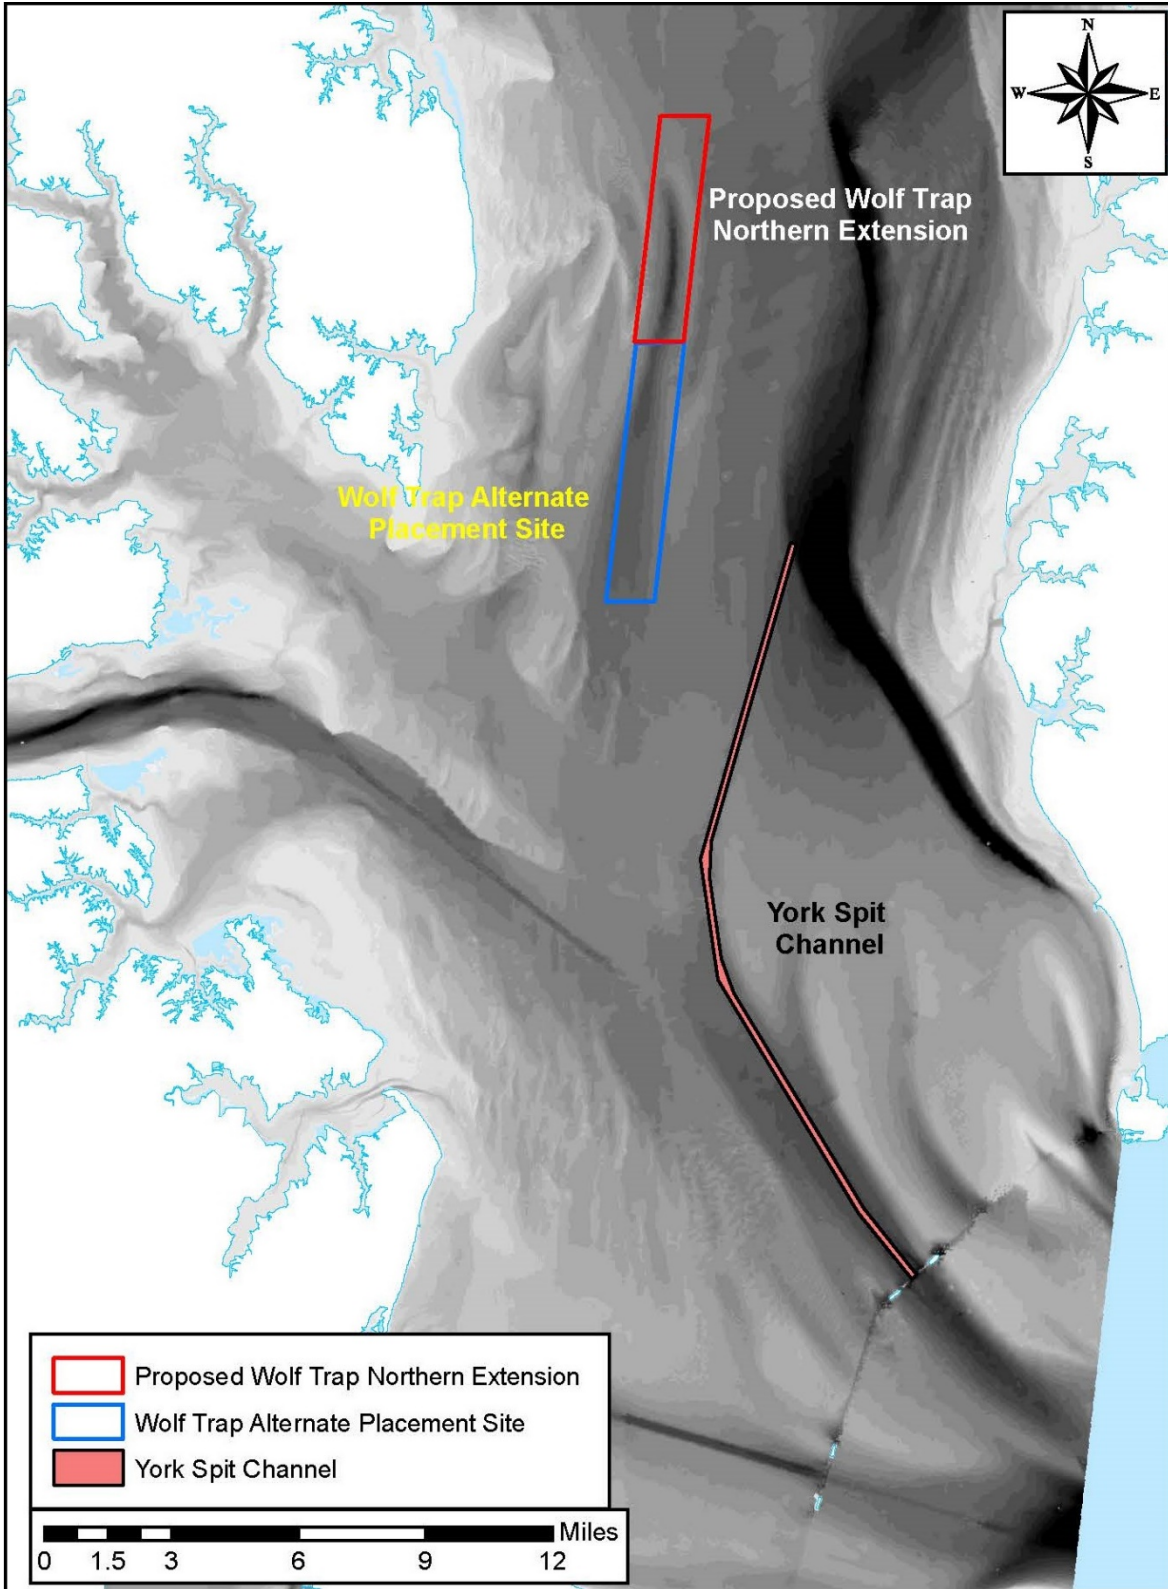 N
W E
S
Proposed Wolf Trap
Northern Extension
Wolf Trap Alternate
Placement Site
York Spit
Channel
Proposed Wolf Trap Northern Extension
Wolf Trap Alternate Placement Site
York Spit Channel
Miles
0 1.5 3 6 9 12